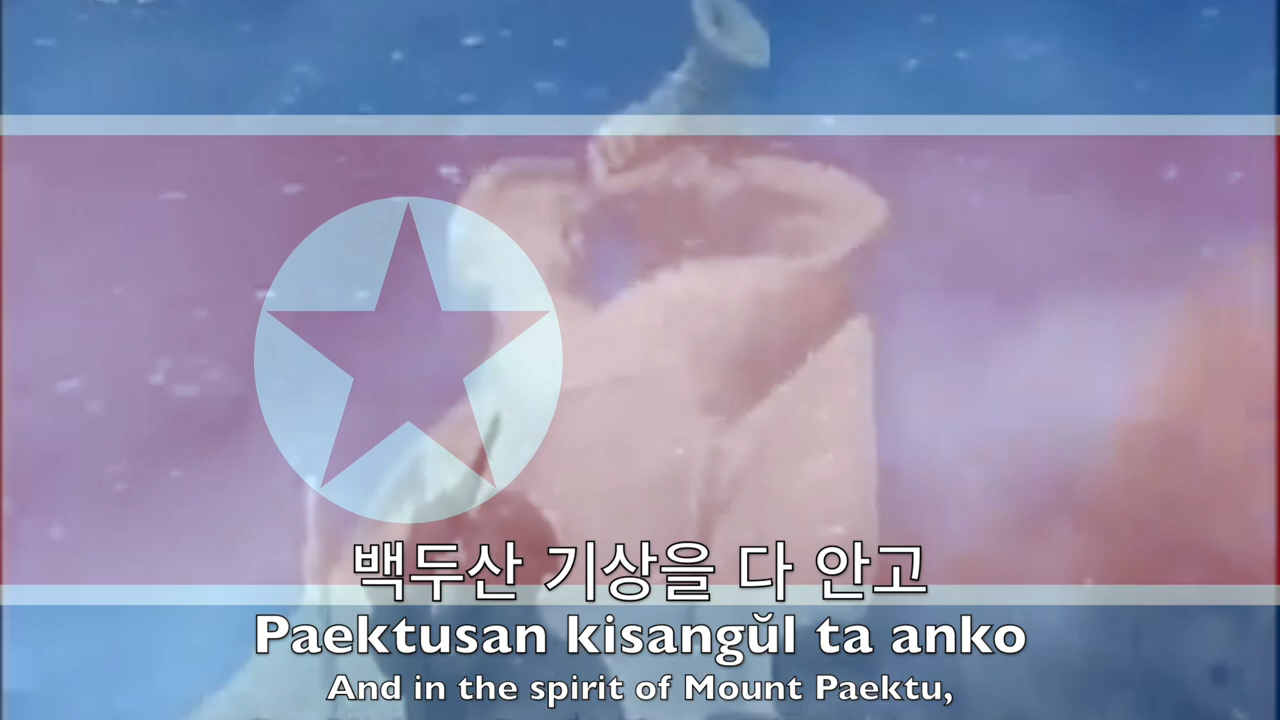 백두산 기상을 다 안고
Paektusan kisangŭl ta anko
And in the spirit of Mount Paektu,